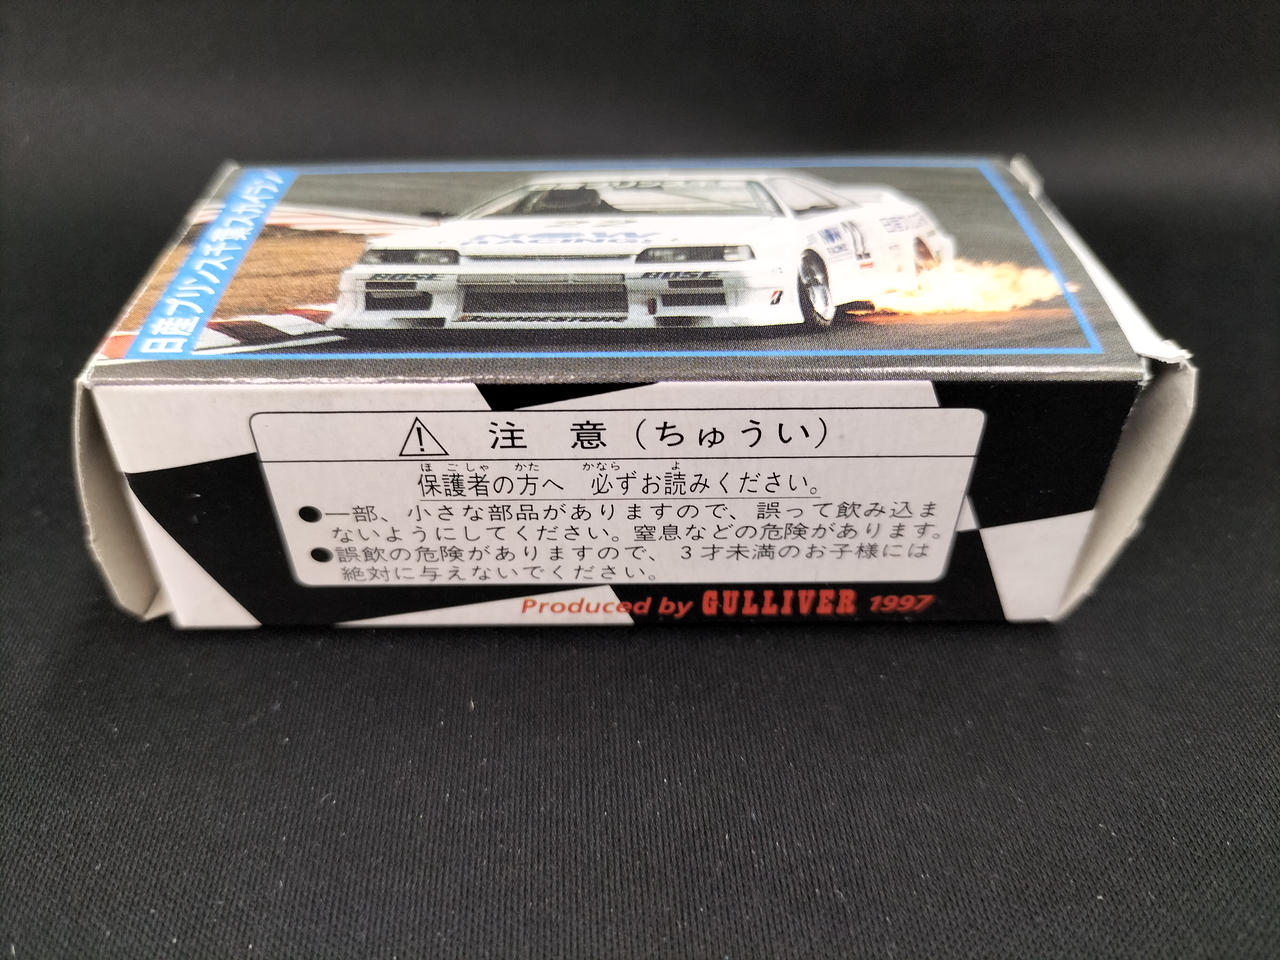 日産プリンス千葉スカイライン
RACING
BOSE
BOSE
BRIDGESTONE
注 意(ちゅうい)
ほごしゃ かた かなら よ
保護者の方へ 必ずお読みください。
●一部、小さな部品がありますので、誤って飲み込ま
ないようにしてください。窒息などの危険があります。
●誤飲の危険がありますので、3才未満のお子様には
絶対に与えないでください。
Produced by GULLIVER 1997